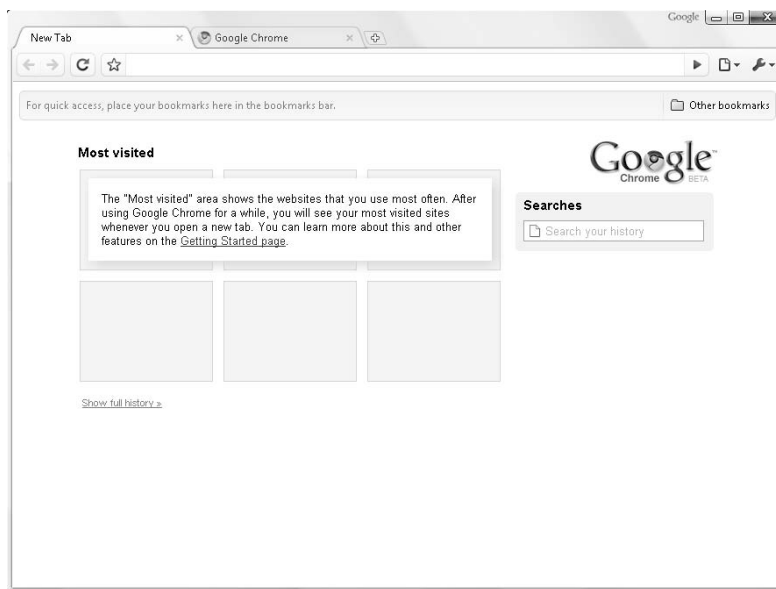 Google
New Tab
Google Chrome
For quick access, place your bookmarks here in the bookmarks bar.
Other bookmarks
Most visited
The "Most visited" area shows the websites that you use most often. After
using Google Chrome for a while, you will see your most visited sites
whenever you open a new tab. You can learn more about this and other
features on the Getting Started page.
Google™
Chrome BETA
Searches
Search your history
Show full history »